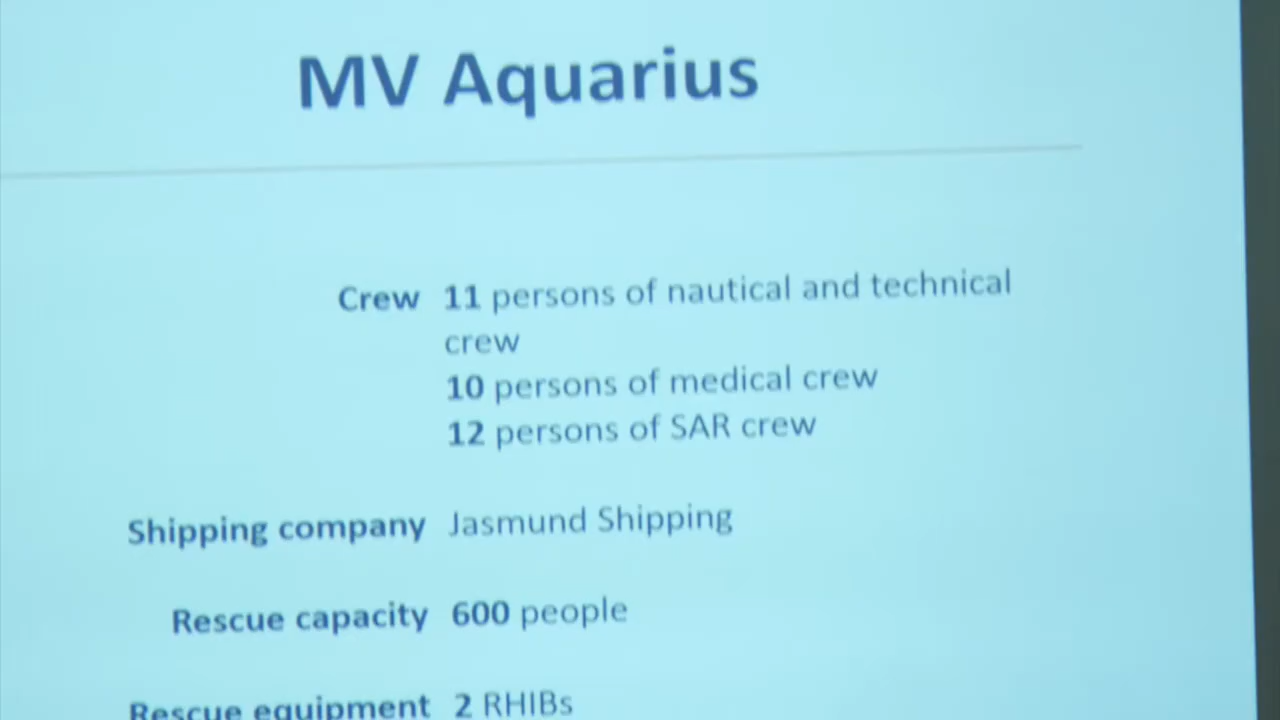 MV Aquarius
Crew 11 persons of nautical and technical
crew
10 persons of medical crew
12 persons of SAR crew
Shipping company Jasmund Shipping
Rescue capacity 600 people
Rescue equipment 2 RHIBs